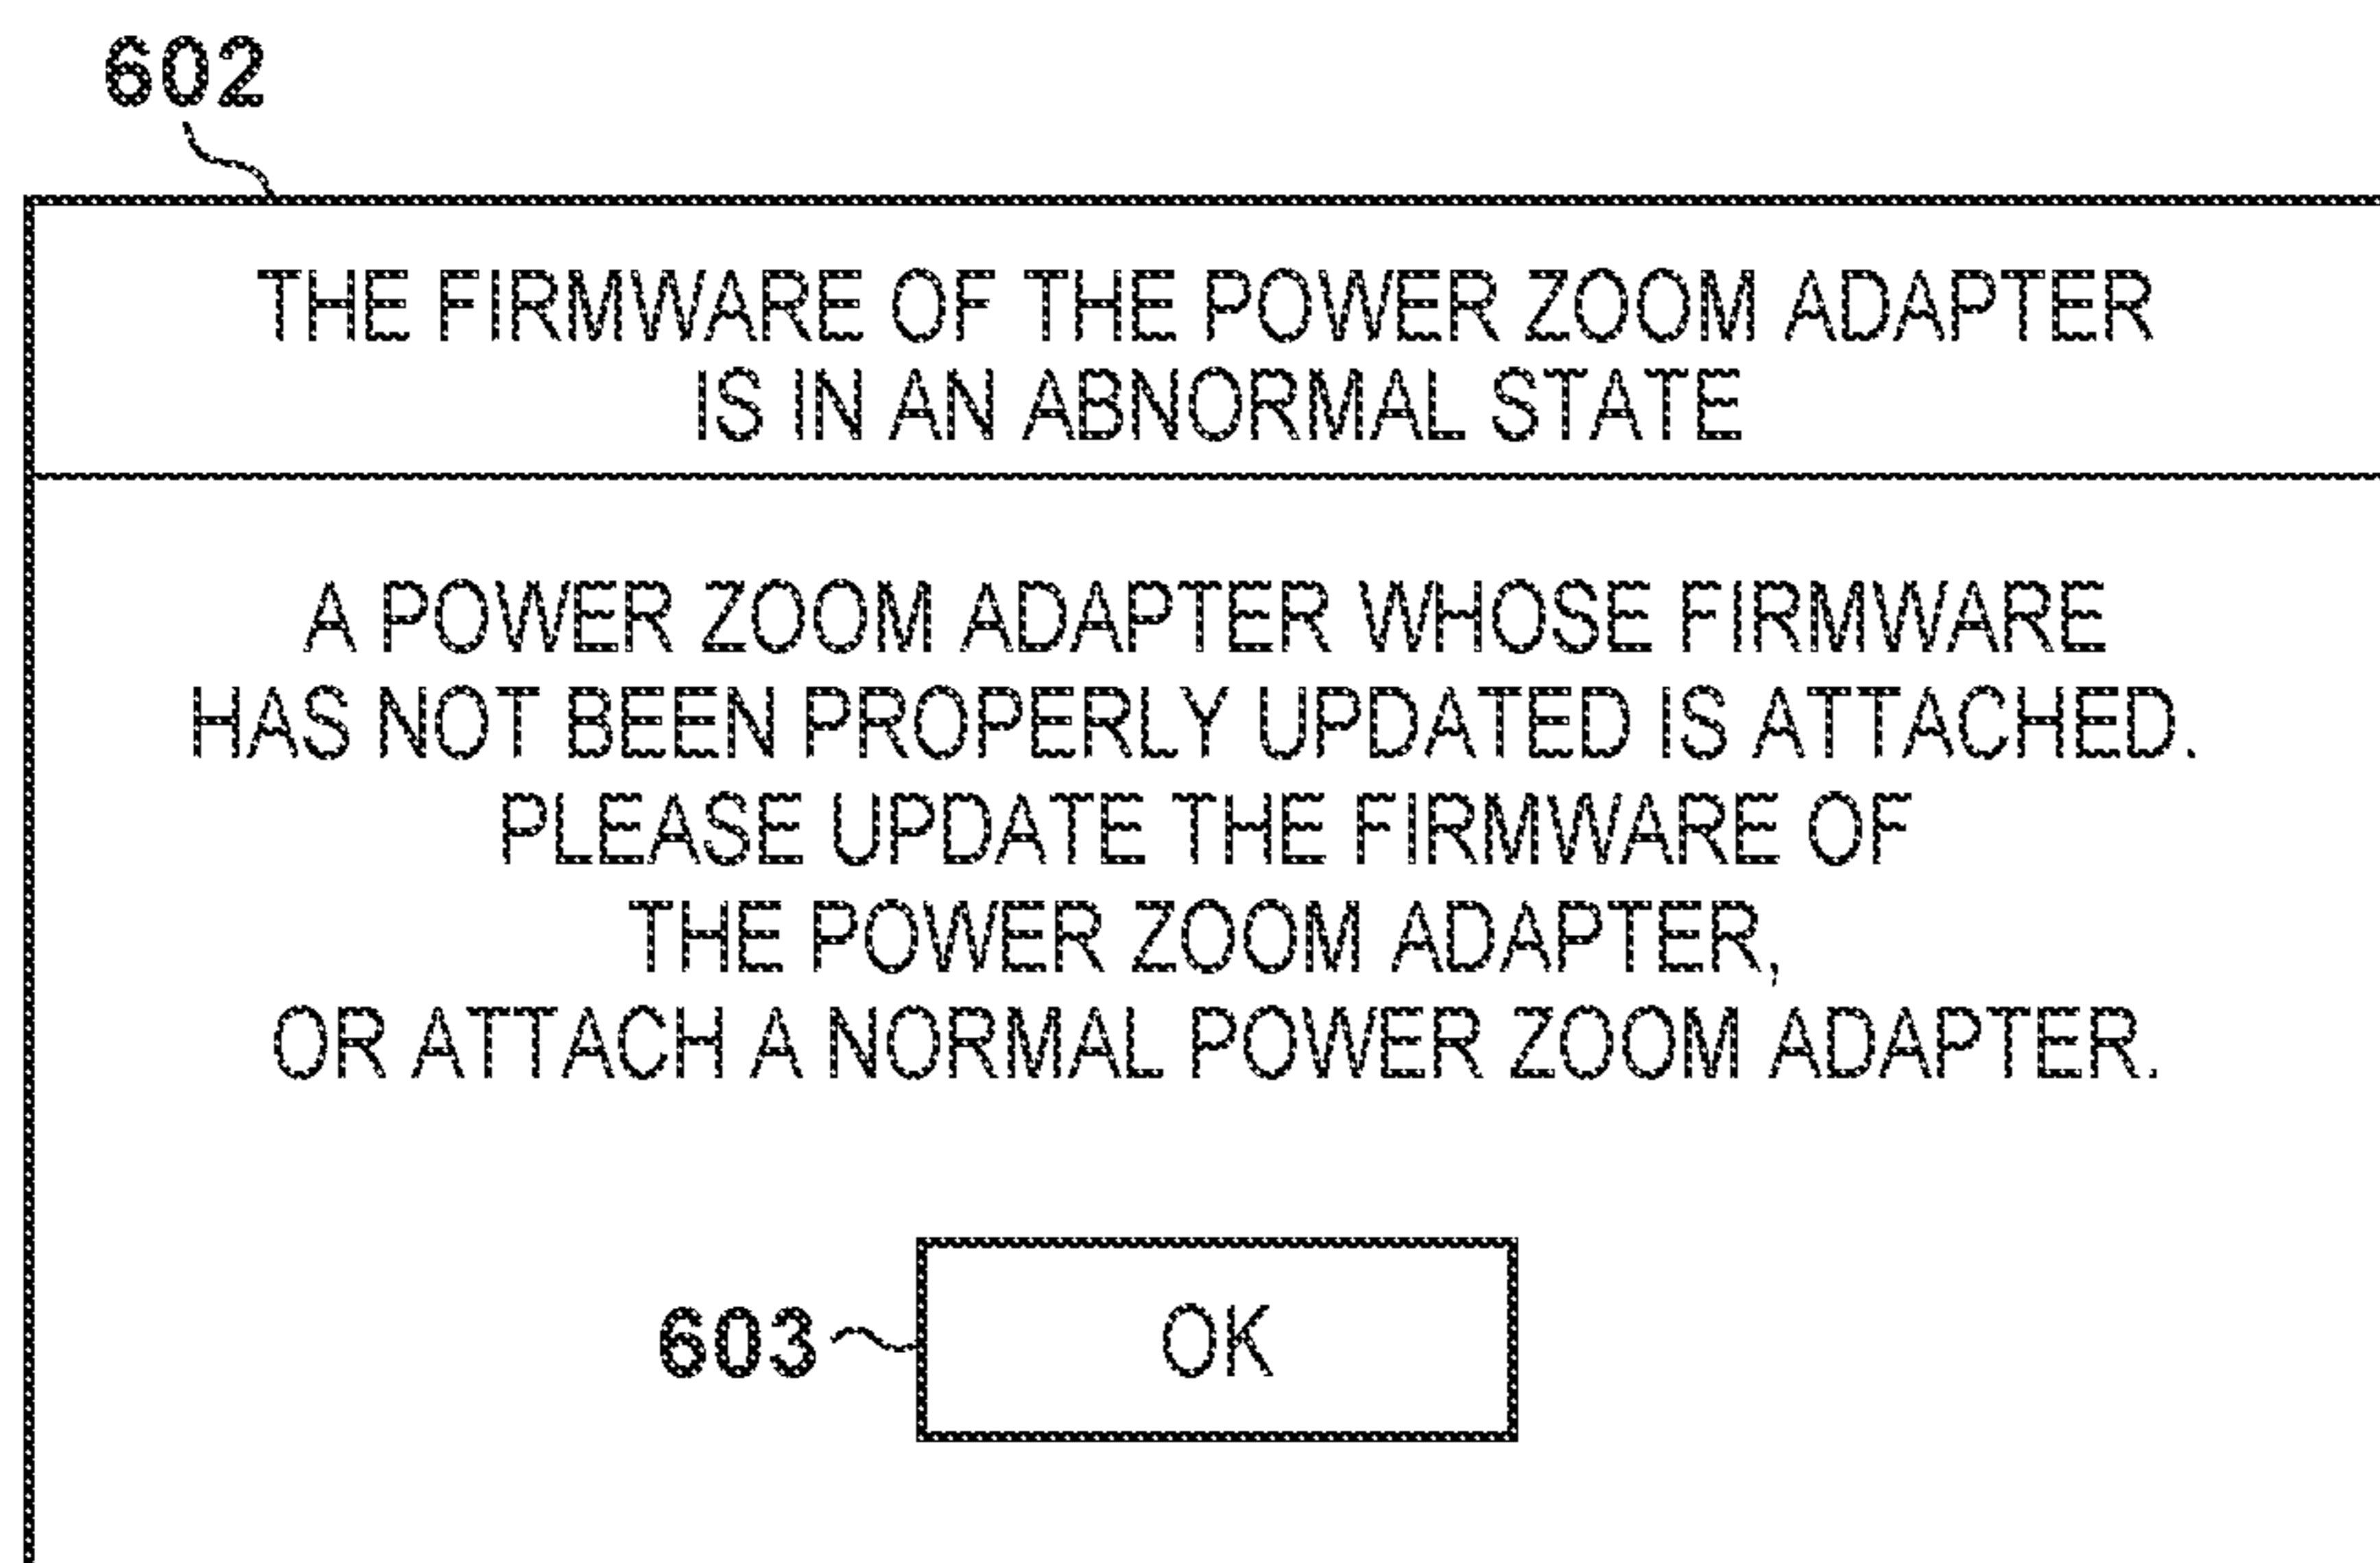 602
THE FIRMWARE OF THE POWER ZOOM ADAPTER
IS IN AN ABNORMAL STATE
A POWER ZOOM ADAPTER WHOSE FIRMWARE
HAS NOT BEEN PROPERLY UPDATED IS ATTACHED.
PLEASE UPDATE THE FIRMWARE OF
THE POWER ZOOM ADAPTER,
OR ATTACH A NORMAL POWER ZOOM ADAPTER.
603 OK